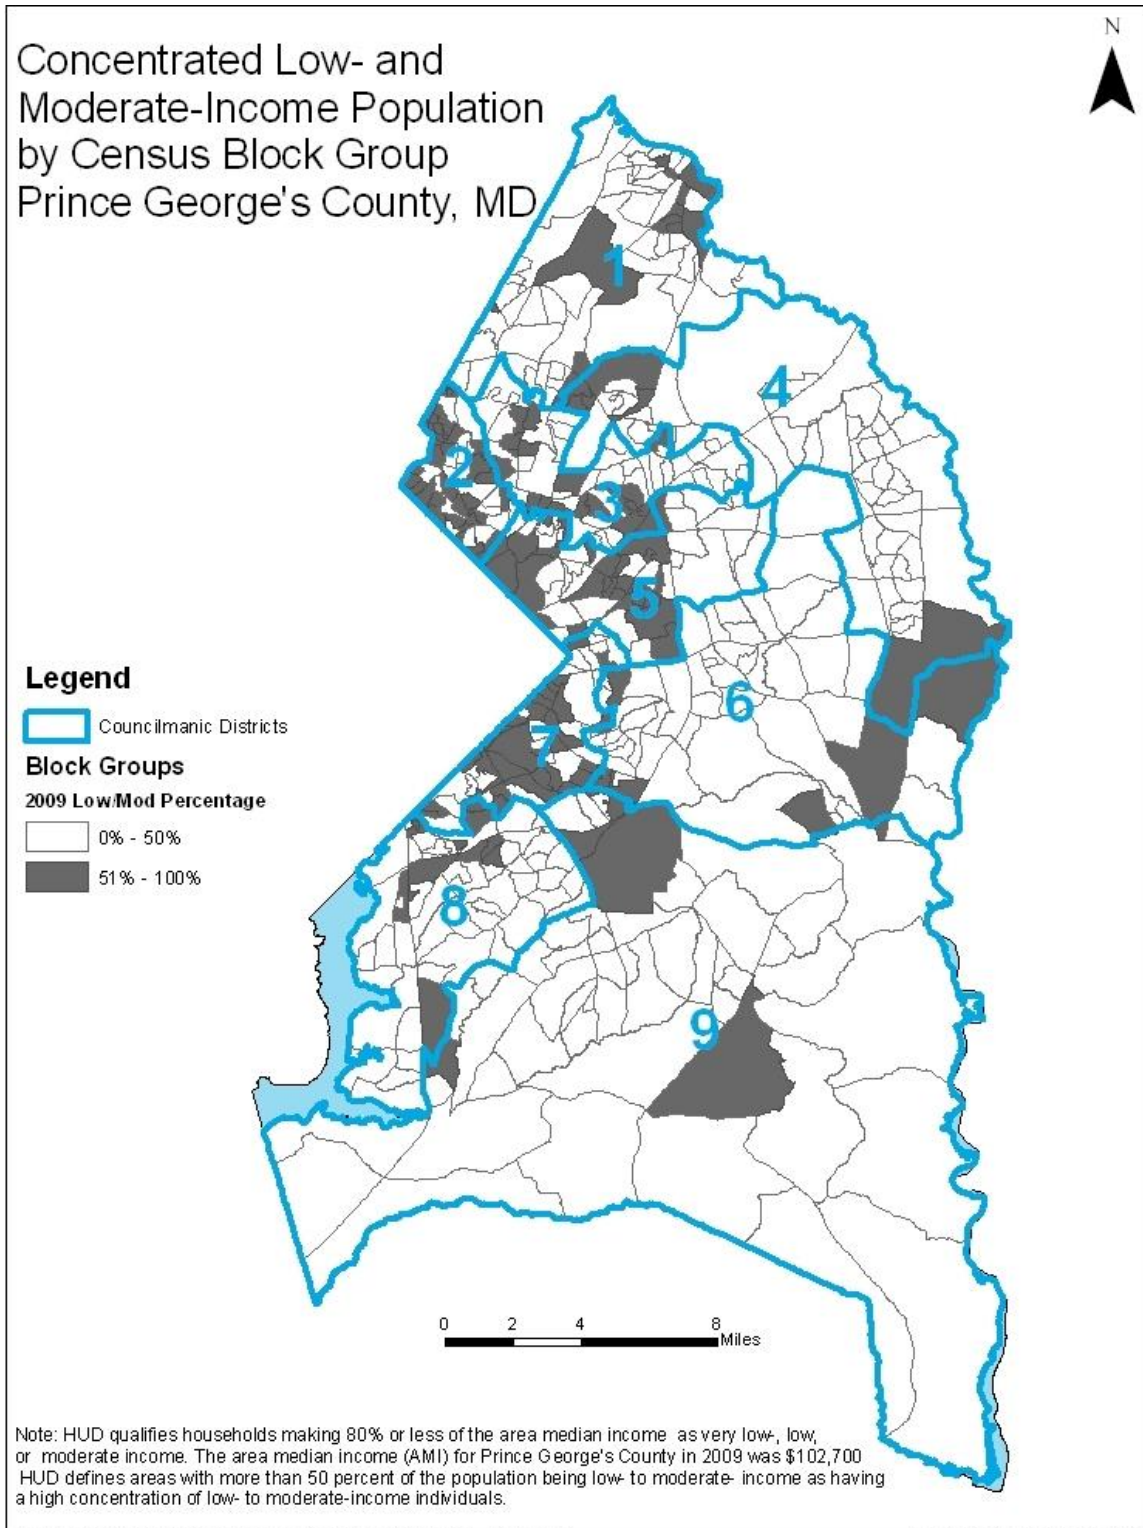 Concentrated Low- and
Moderate-Income Population
by Census Block Group
Prince George's County, MD
N
1
4
2
3
5
6
7
8
9
Legend
Councilmanic Districts
Block Groups
2009 Low/Mod Percentage
0% - 50%
51% - 100%
0 2 4 8
Miles
Note: HUD qualifies households making 80% or less of the area median income as very low-, low,
or moderate income. The area median income (AMI) for Prince George's County in 2009 was $102,700
HUD defines areas with more than 50 percent of the population being low- to moderate- income as having
a high concentration of low- to moderate-income individuals.